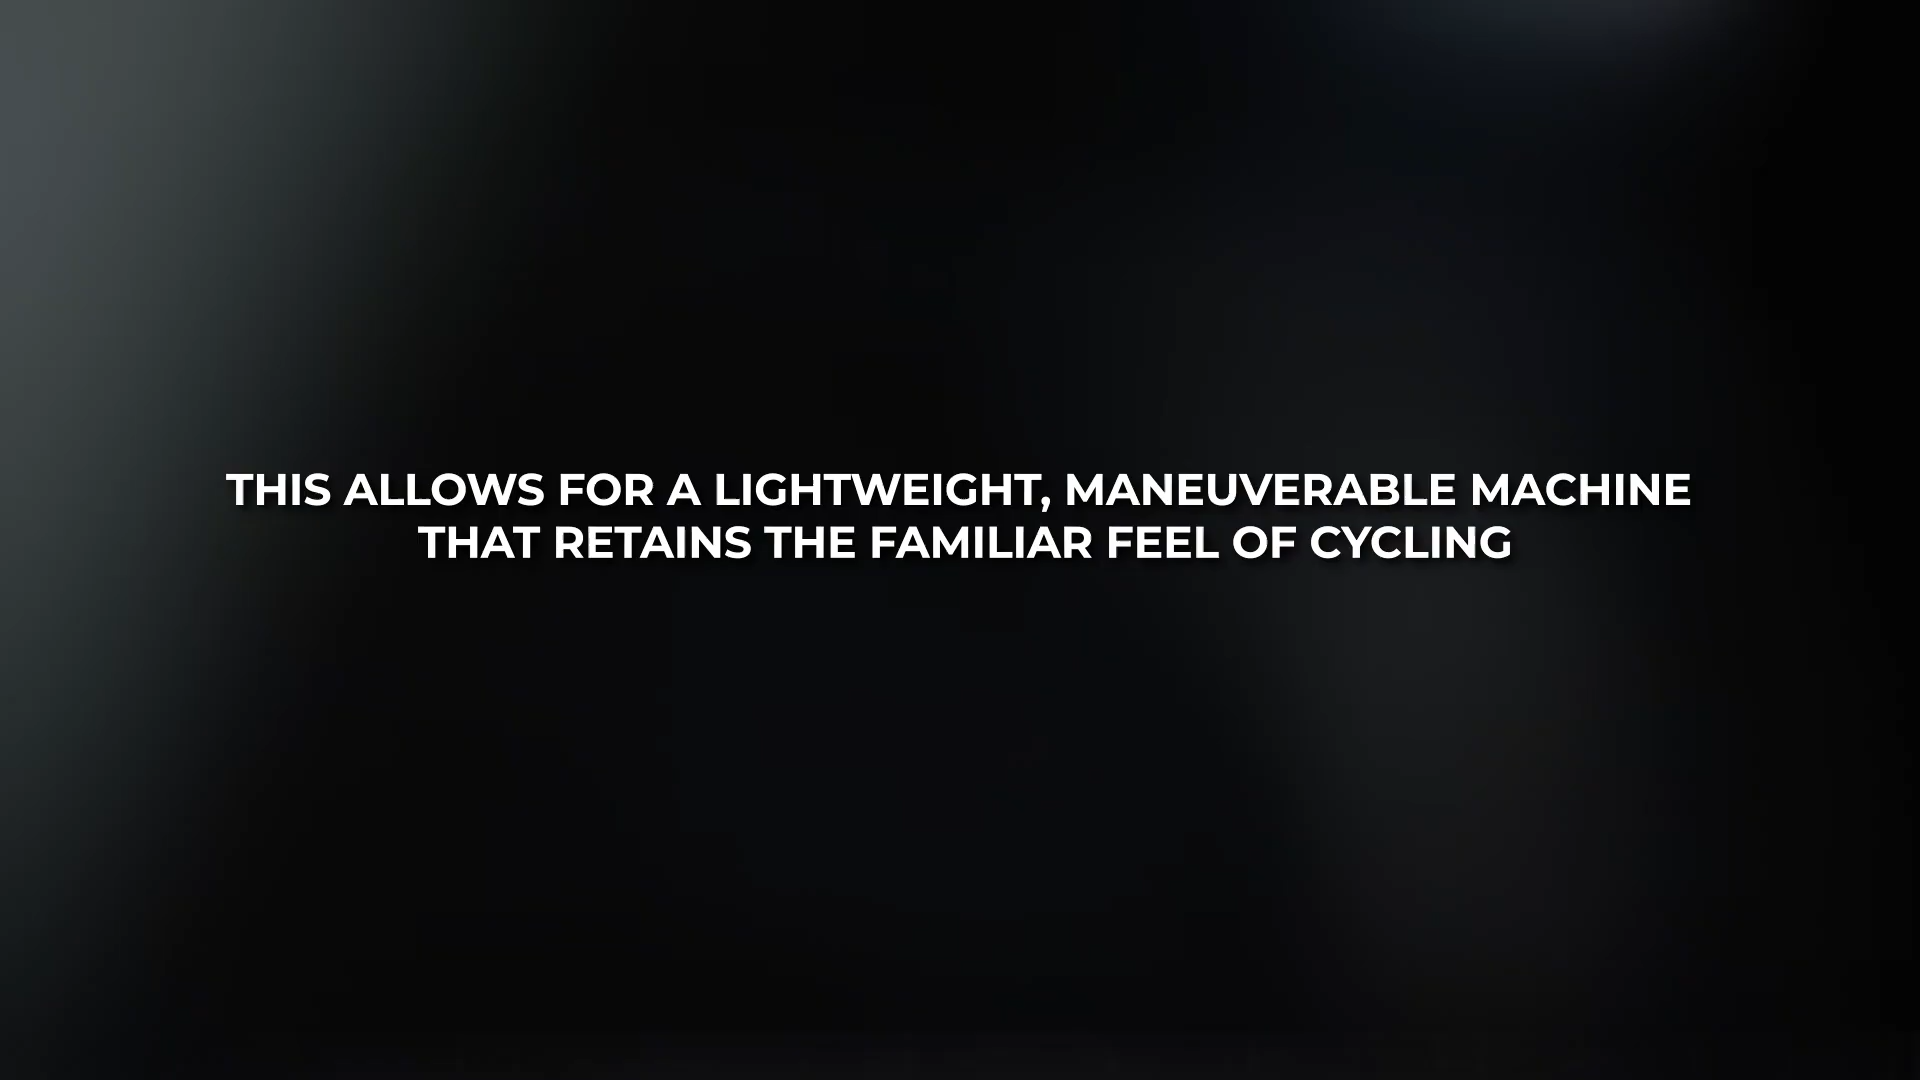 THIS ALLOWS FOR A LIGHTWEIGHT, MANEUVERABLE MACHINE
THAT RETAINS THE FAMILIAR FEEL OF CYCLING